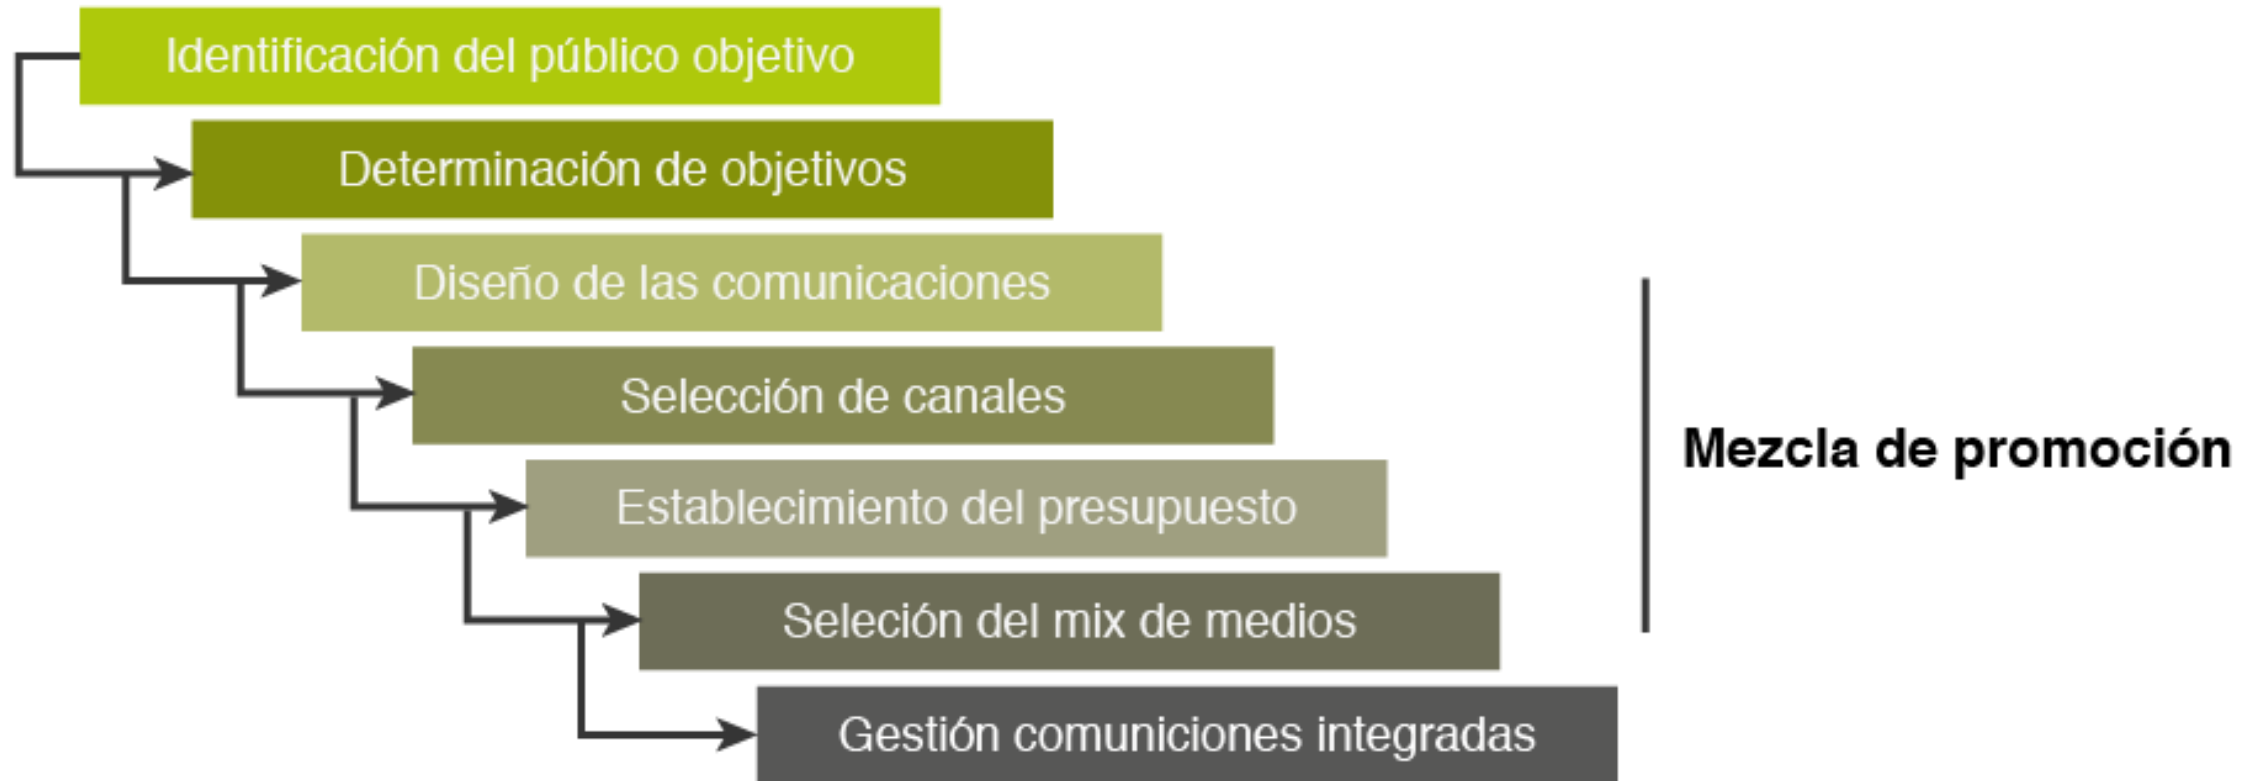 Identificación del público objetivo
Determinación de objetivos
Diseño de las comunicaciones
Selección de canales
Mezcla de promoción
Establecimiento del presupuesto
Seleción del mix de medios
Gestión comuniciones integradas